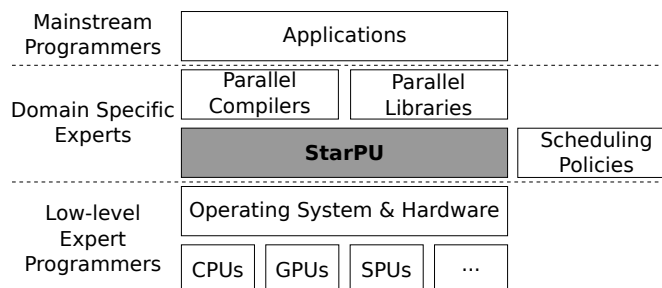 Mainstream
Programmers
Applications
Domain Specific
Experts
Parallel
Compilers
Parallel
Libraries
StarPU
Scheduling
Policies
Low-level
Expert
Programmers
Operating System & Hardware
CPUs
GPUs
SPUs
...